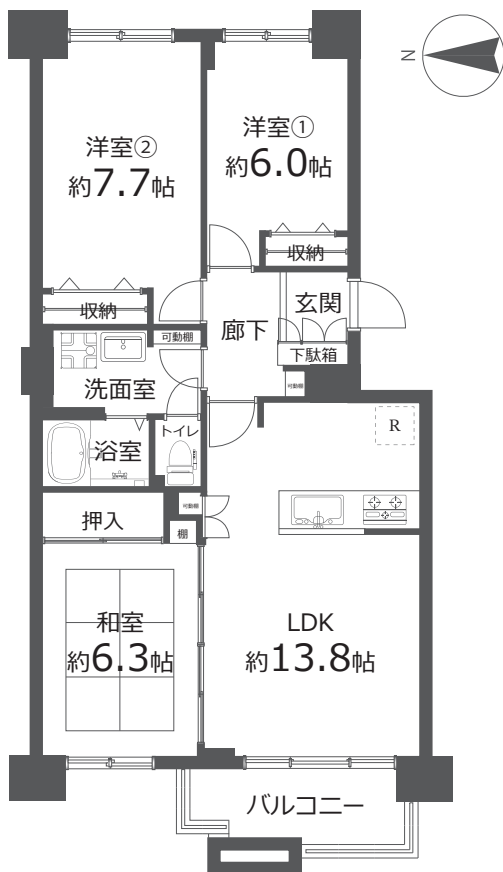 N
洋室②
約7.7帖
洋室①
約6.0帖
収納
収納
玄関
廊下
下駄箱
可動棚
可動棚
洗面室
トイレ
浴室
R
押入
可動棚
棚
和室
約6.3帖
LDK
約13.8帖
バルコニー